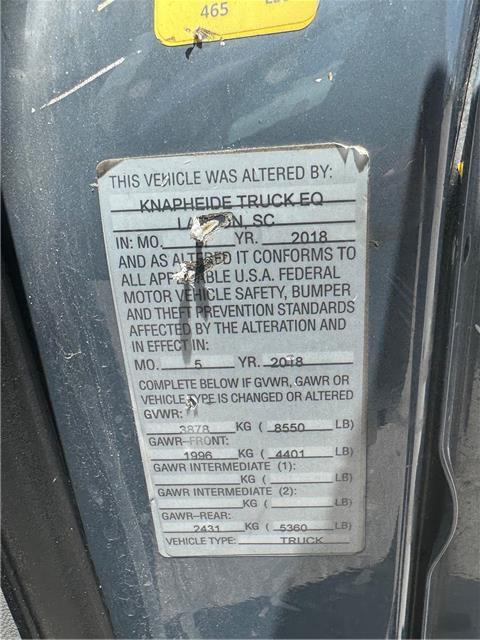 465
THIS VEHICLE WAS ALTERED BY:
KNAPHEIDE TRUCK EQ
SC
IN: MO. YR. 2018
AND AS ALTERED IT CONFORMS TO
ALL APPLICABLE U.S.A. FEDERAL
MOTOR VEHICLE SAFETY, BUMPER
AND THEFT PREVENTION STANDARDS
AFFECTED BY THE ALTERATION AND
IN EFFECT IN:
MO. 5 YR. 2018
COMPLETE BELOW IF GVWR, GAWR OR
VEHICLE TYPE IS CHANGED OR ALTERED
GVWR:
3878 KG ( 8550 LB)
GAWR-FRONT:
1996 KG ( 4401 LB)
GAWR INTERMEDIATE (1):
KG ( LB)
GAWR INTERMEDIATE (2):
KG ( LB)
GAWR-REAR:
2431 KG ( 5360 LB)
VEHICLE TYPE: TRUCK